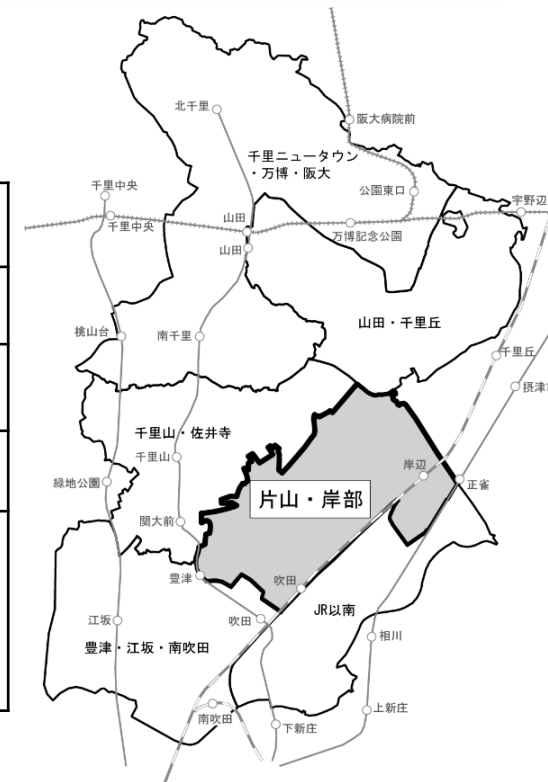 北千里
阪大病院前
千里ニュータウン
・万博・阪大
千里中央
公園東口
宇野辺
千里中央
山田
万博記念公園
山田
山田・千里丘
桃山台
南千里
千里丘
摂津市
千里山・佐井寺
千里山
岸辺
緑地公園
正雀
片山・岸部
関大前
豊津
吹田
JR以南
江坂
吹田
相川
豊津・江坂・南吹田
南吹田
上新庄
下新庄